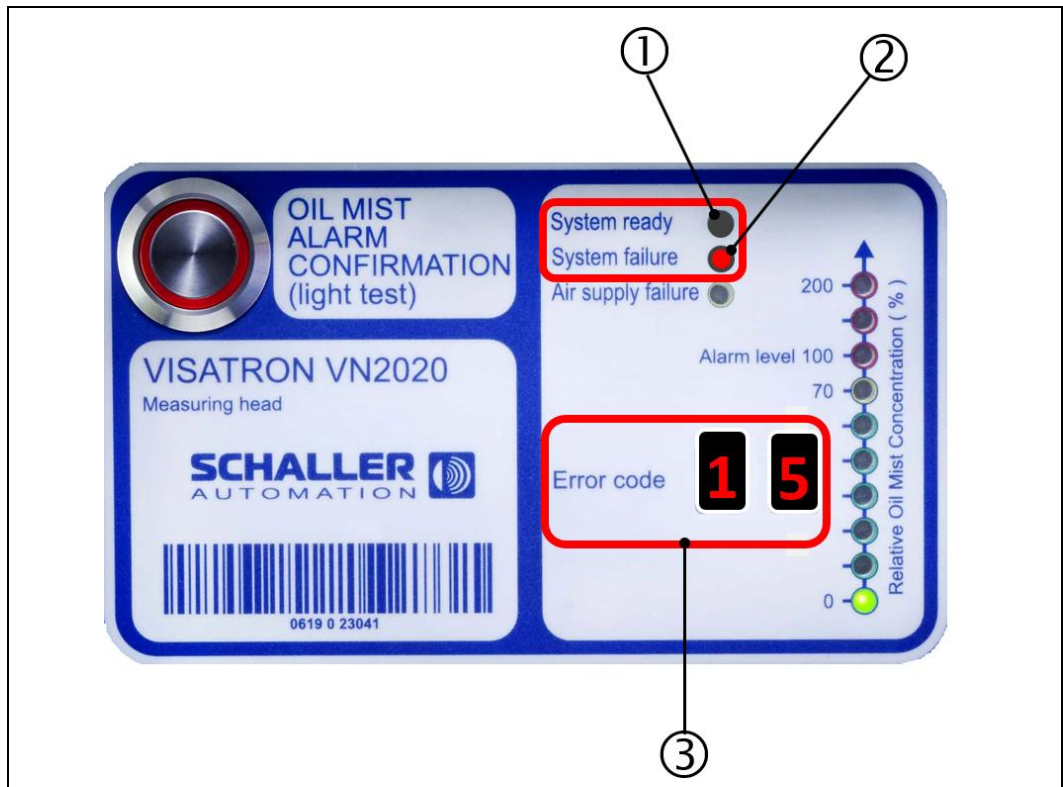 1
2
OIL MIST
ALARM
CONFIRMATION
(light test)
System ready
System failure
Air supply failure
200
Alarm level 100
70
0
Relative Oil Mist Concentration ( % )
VISATRON VN2020
Measuring head
SCHALLER
AUTOMATION
0619 0 23041
Error code 1 5
3